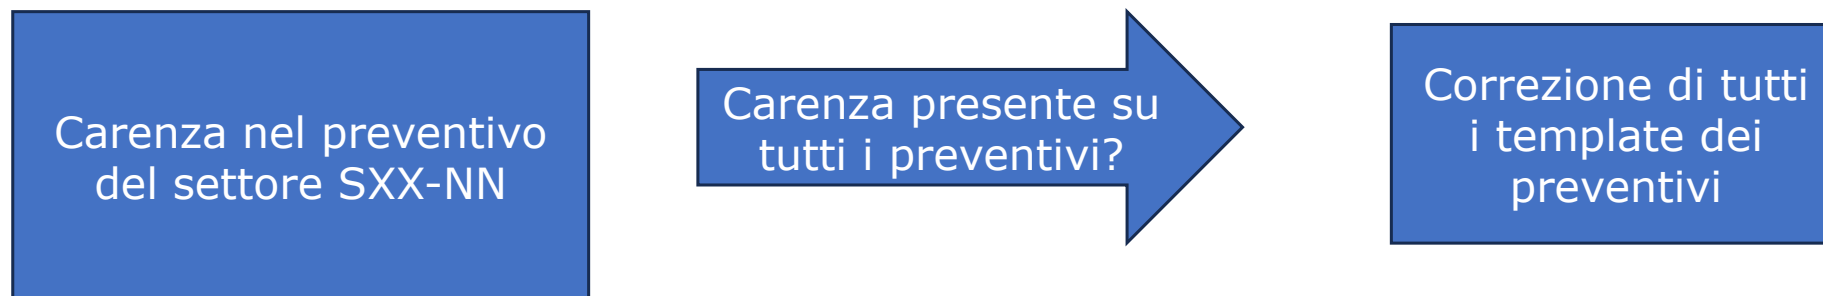 Carenza nel preventivo
del settore SXX-NN
Carenza presente su
tutti i preventivi?
Correzione di tutti
i template dei
preventivi